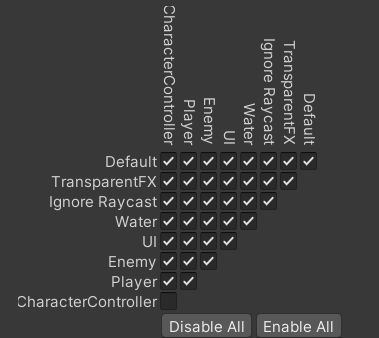 CharacterController
Player
Enemy
UI
Water
Ignore Raycast
TransparentFX
Default
Default
TransparentFX
Ignore Raycast
Water
UI
Enemy
Player
CharacterController
Disable All
Enable All